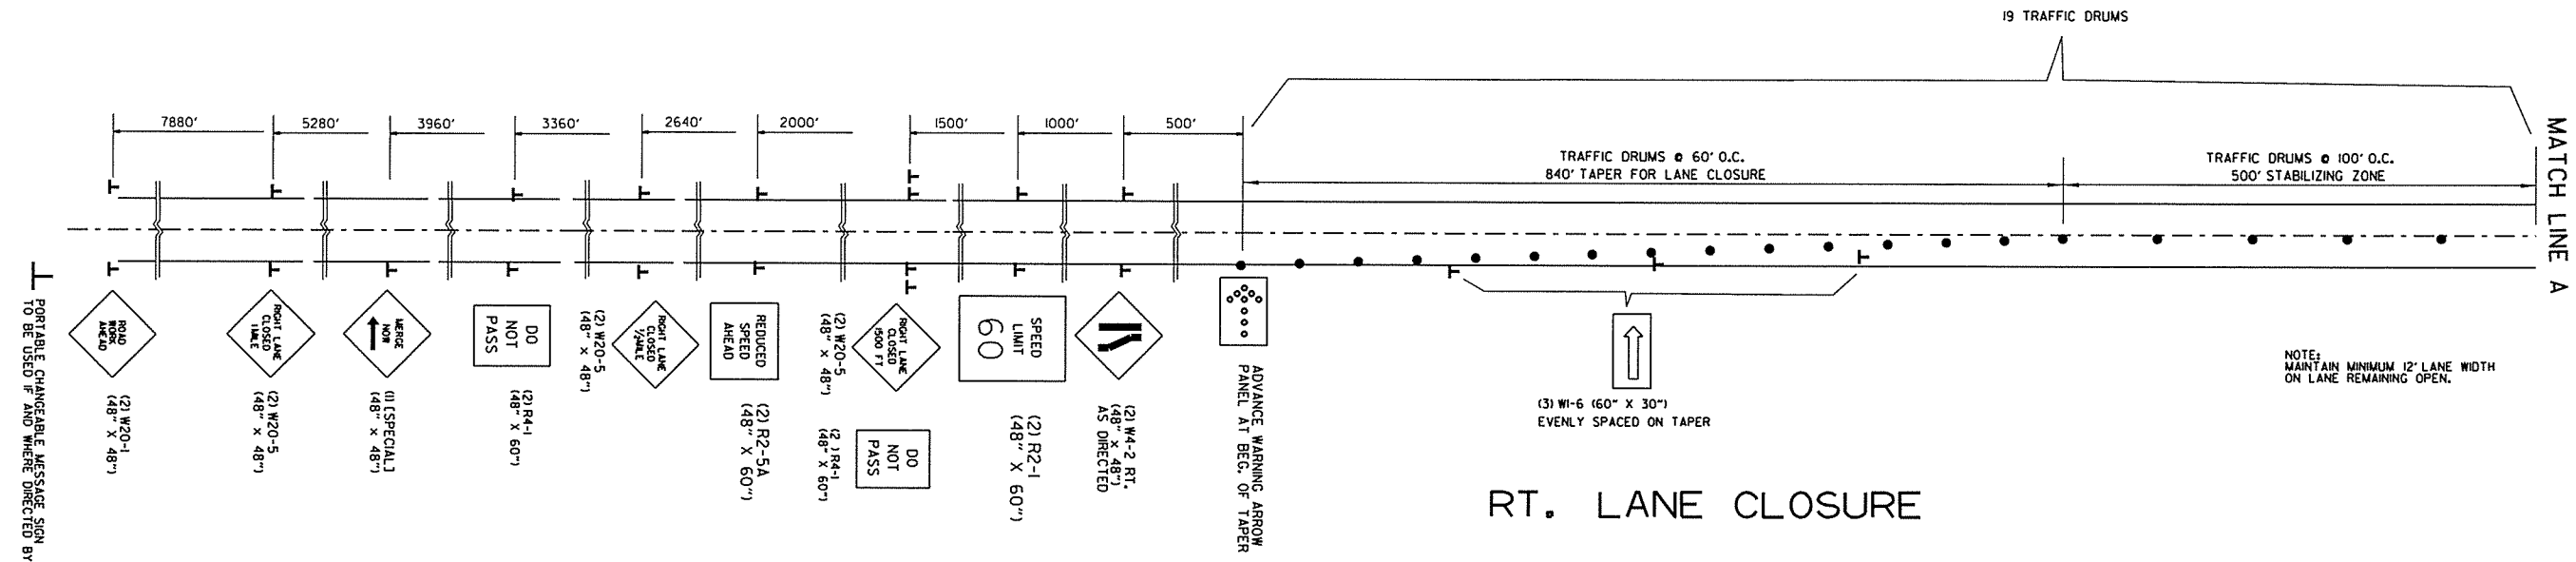 19 TRAFFIC DRUMS
7880'
5280'
3960'
3360'
2640'
2000'
1500'
1000'
500'
TRAFFIC DRUMS @ 60' O.C.
840' TAPER FOR LANE CLOSURE
TRAFFIC DRUMS @ 100' O.C.
500' STABILIZING ZONE
MATCH LINE A
PORTABLE CHANGEABLE MESSAGE SIGN
TO BE USED IF AND WHERE DIRECTED BY
ROAD
WORK
AHEAD
(2) W20-1
(48" X 48")
RIGHT LANE
CLOSED
1 MILE
(2) W20-5
(48" X 48")
MERGE
NOW
(1) [SPECIAL]
(48" X 48")
DO
NOT
PASS
(2) R4-1
(48" X 60")
(2) W20-5
(48" X 48")
RIGHT LANE
CLOSED
1/2 MILE
REDUCED
SPEED
AHEAD
(2) R2-5A
(48" X 60")
(2) W20-5
(48" X 48")
RIGHT LANE
CLOSED
1500 FT
(2) R4-1
(48" X 60")
DO
NOT
PASS
SPEED
LIMIT
60
(2) R2-1
(48" X 60")
(2) W4-2 RT.
(48" X 48")
AS DIRECTED
ADVANCE WARNING ARROW
PANEL AT BEG. OF TAPER
(3) W1-6 (60" X 30")
EVENLY SPACED ON TAPER
NOTE:
MAINTAIN MINIMUM 12' LANE WIDTH
ON LANE REMAINING OPEN.
RT. LANE CLOSURE